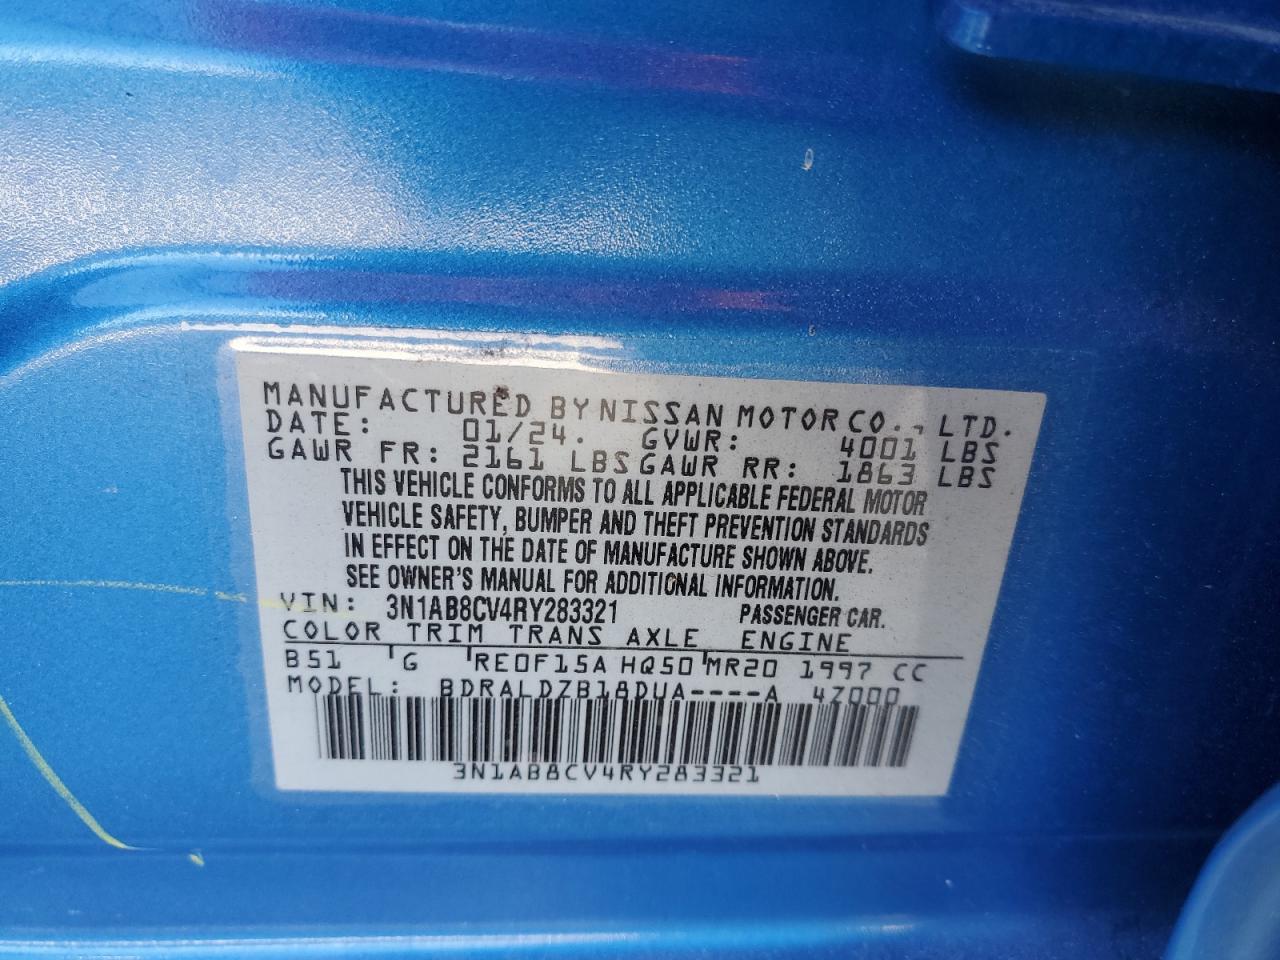 MANUFACTURED BY NISSAN MOTOR CO., LTD.
DATE: 01/24. GVWR: 4001 LBS
GAWR FR: 2161 LBS GAWR RR: 1863 LBS
THIS VEHICLE CONFORMS TO ALL APPLICABLE FEDERAL MOTOR
VEHICLE SAFETY, BUMPER AND THEFT PREVENTION STANDARDS
IN EFFECT ON THE DATE OF MANUFACTURE SHOWN ABOVE.
SEE OWNER'S MANUAL FOR ADDITIONAL INFORMATION.
VIN: 3N1AB8CV4RY283321 PASSENGER CAR.
COLOR TRIM TRANS AXLE ENGINE
B51 G RE0F15A HQ50 MR20 1997 CC
MODEL: BDRALDZB18DUA----A 4Z000
3N1AB8CV4RY283321